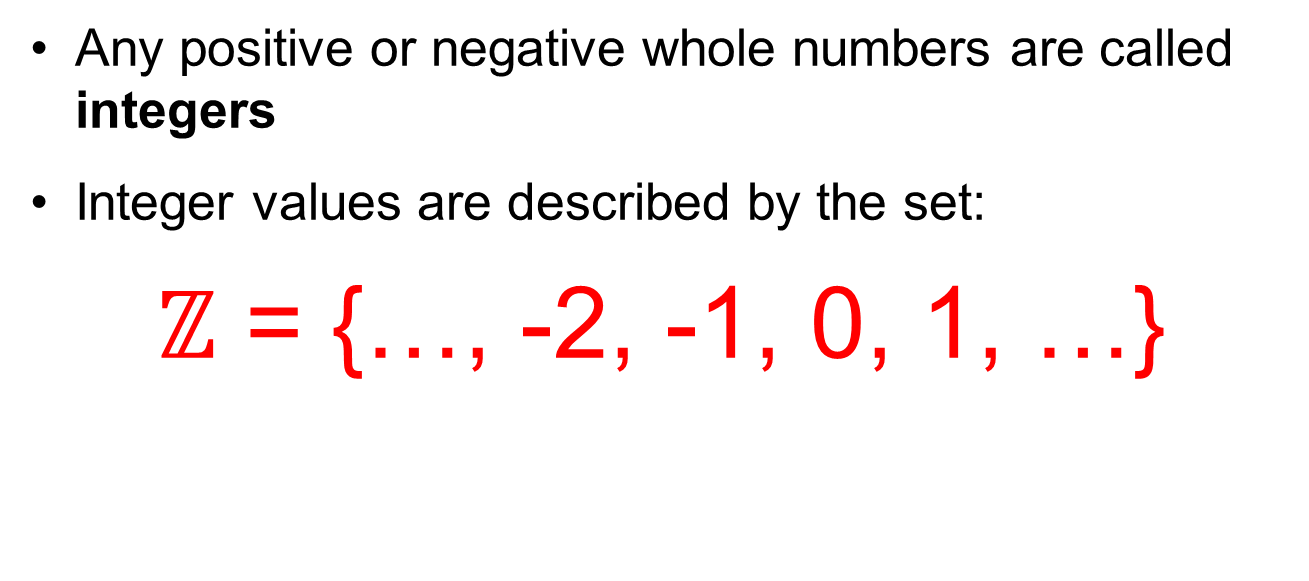 • Any positive or negative whole numbers are called
integers
• Integer values are described by the set:
ℤ = {…, -2, -1, 0, 1, …}